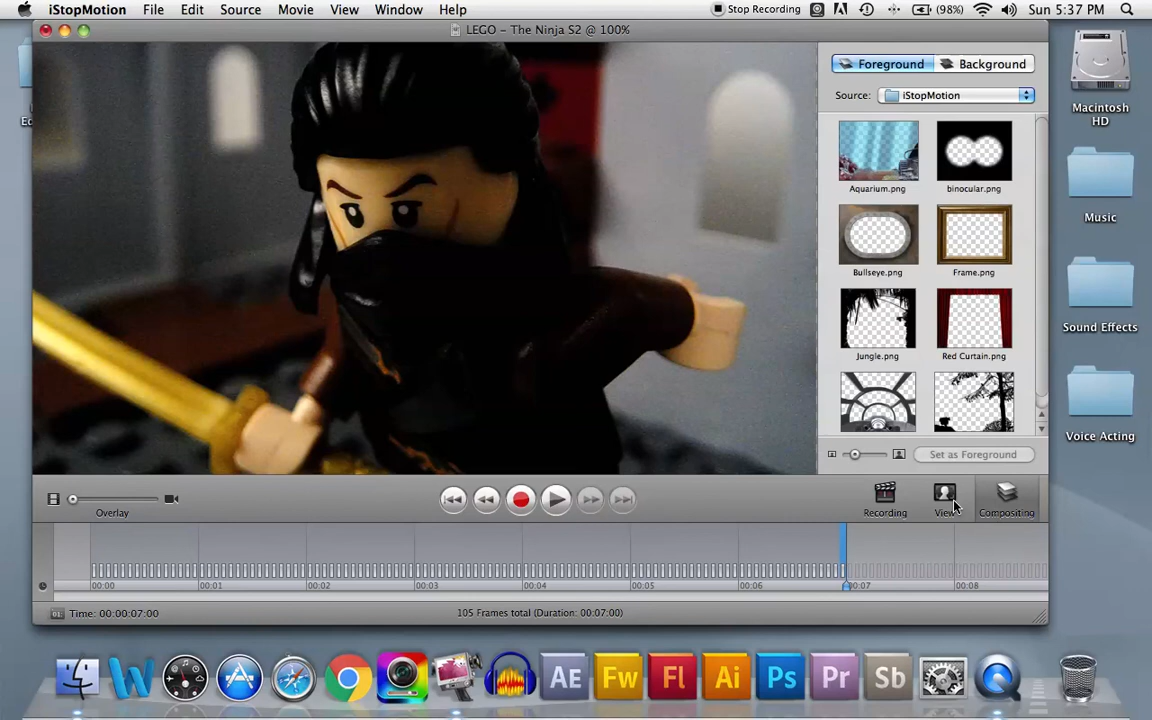 iStopMotion File Edit Source Movie View Window Help Stop Recording (98%) Sun 5:37 PM
LEGO - The Ninja S2 @ 100%
Foreground Background
Source: iStopMotion
Aquarium.png binocular.png
Bullseye.png Frame.png
Jungle.png Red Curtain.png
Set as Foreground
Macintosh HD
Music
Sound Effects
Voice Acting
Overlay
Recording View Compositing
00:00 00:01 00:02 00:03 00:04 00:05 00:06 00:07 00:08
Time: 00:00:07:00 105 Frames total (Duration: 00:07:00)
W AE Fw Fl Ai Ps Pr Sb